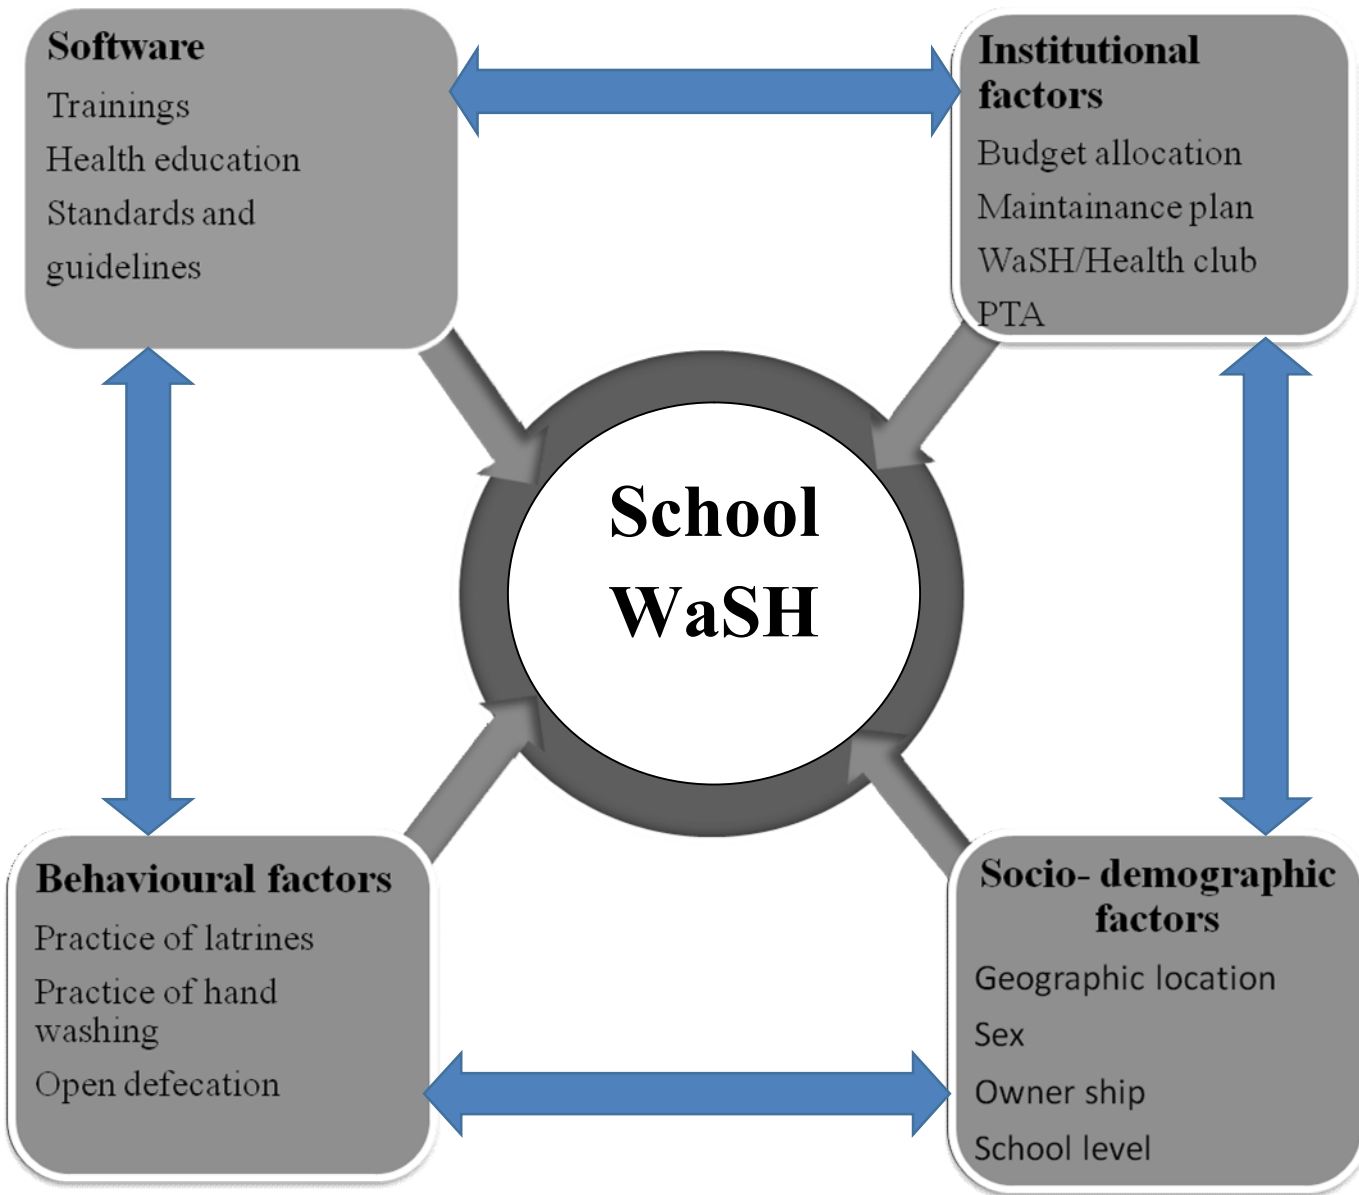 Software
Trainings
Health education
Standards and
guidelines
Institutional
factors
Budget allocation
Maintainance plan
WaSH/Health club
PTA
School
WaSH
Behavioural factors
Practice of latrines
Practice of hand
washing
Open defecation
Socio- demographic
factors
Geographic location
Sex
Owner ship
School level